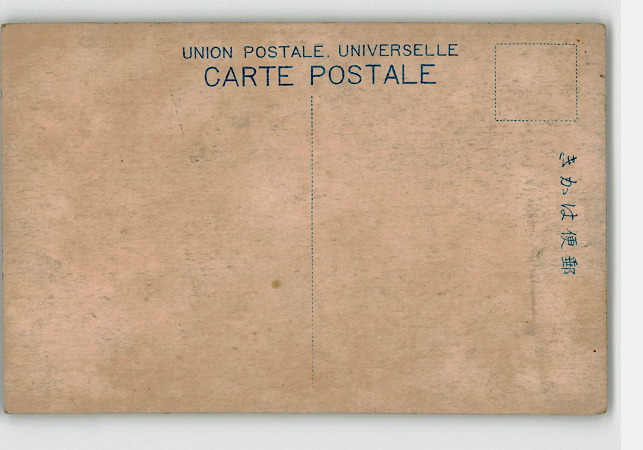 UNION POSTALE. UNIVERSELLE
CARTE POSTALE
郵便はかき